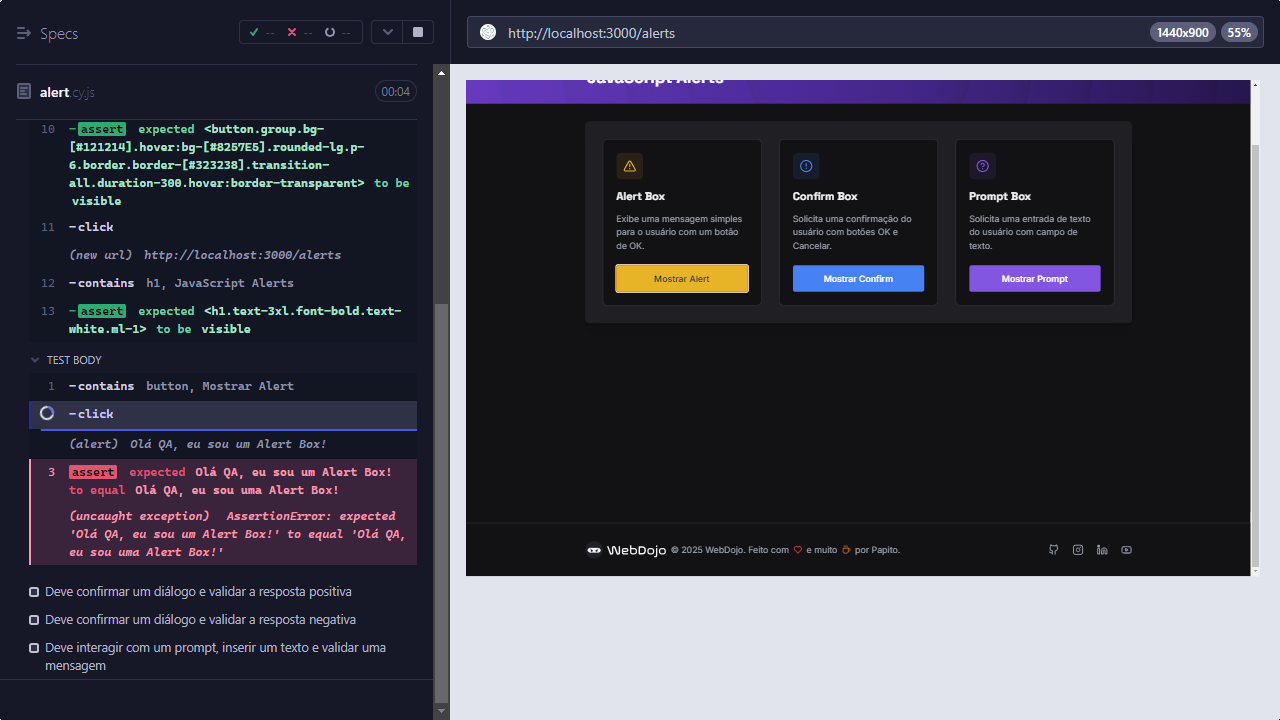 Specs
--
--
--
http://localhost:3000/alerts
1440x900
55%
alert.cy.js
00:04
10 -assert expected <button.group.bg-
[#121214].hover:bg-[#8257E5].rounded-lg.p-
6.border.border-[#323238].transition-
all.duration-300.hover:border-transparent> to be
visible
11 -click
(new url) http://localhost:3000/alerts
12 -contains h1, JavaScript Alerts
13 -assert expected <h1.text-3xl.font-bold.text-
white.ml-1> to be visible
TEST BODY
1 -contains button, Mostrar Alert
-click
(alert) Olá QA, eu sou um Alert Box!
3 assert expected Olá QA, eu sou um Alert Box!
to equal Olá QA, eu sou uma Alert Box!
(uncaught exception) AssertionError: expected
'Olá QA, eu sou um Alert Box!' to equal 'Olá QA,
eu sou uma Alert Box!'
Deve confirmar um diálogo e validar a resposta positiva
Deve confirmar um diálogo e validar a resposta negativa
Deve interagir com um prompt, inserir um texto e validar uma
mensagem
JavaScript Alerts
Alert Box
Exibe uma mensagem simples
para o usuário com um botão
de OK.
Mostrar Alert
Confirm Box
Solicita uma confirmação do
usuário com botões OK e
Cancelar.
Mostrar Confirm
Prompt Box
Solicita uma entrada de texto
do usuário com campo de
texto.
Mostrar Prompt
WebDojo © 2025 WebDojo. Feito com e muito por Papito.